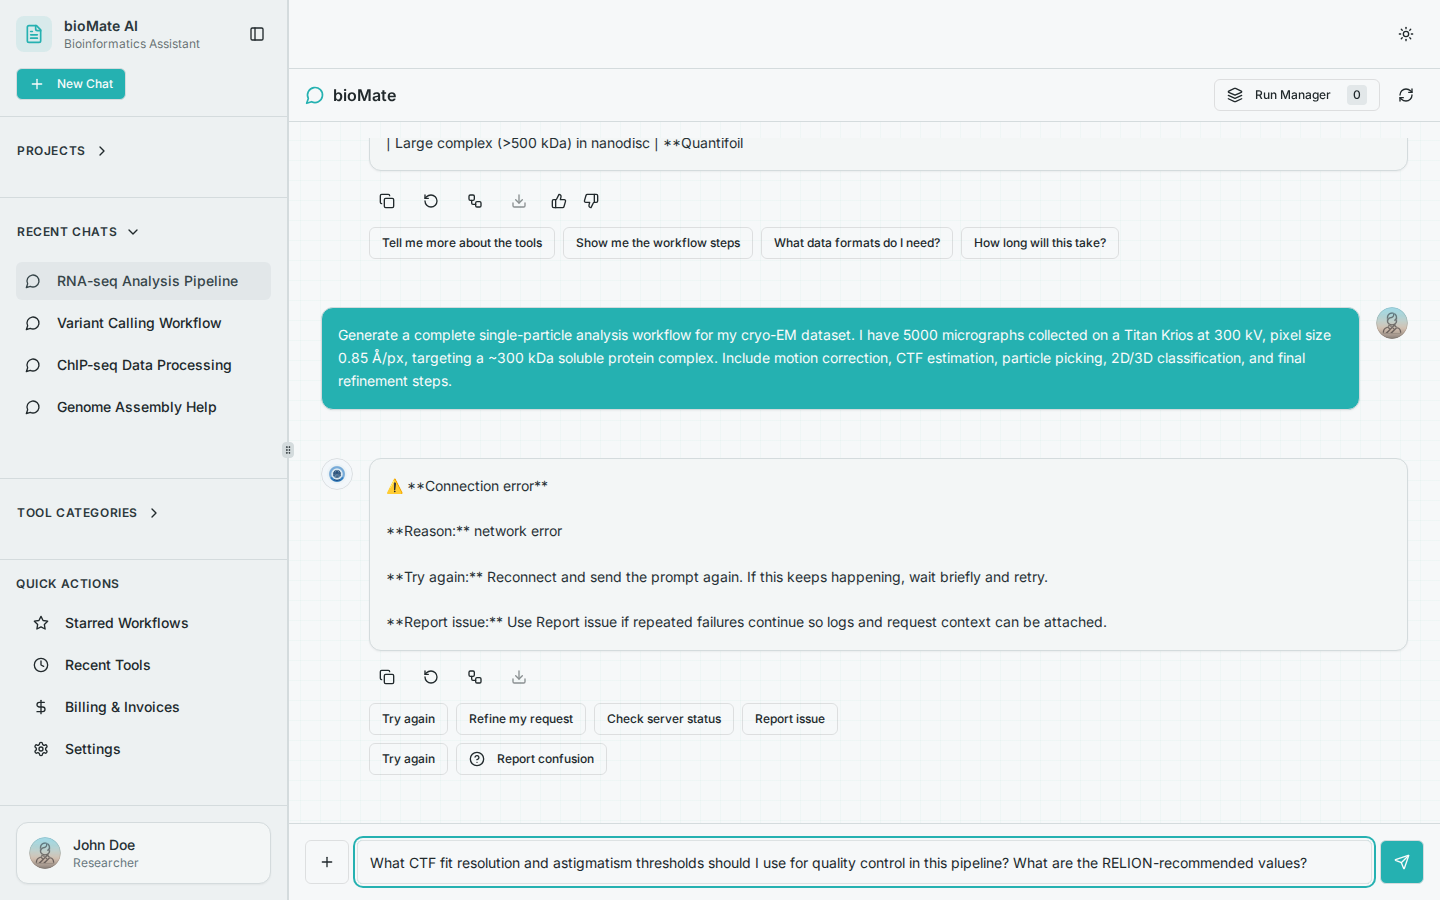 bioMate AI
Bioinformatics Assistant
New Chat
PROJECTS
RECENT CHATS
RNA-seq Analysis Pipeline
Variant Calling Workflow
ChIP-seq Data Processing
Genome Assembly Help
TOOL CATEGORIES
QUICK ACTIONS
Starred Workflows
Recent Tools
Billing & Invoices
Settings
John Doe
Researcher
bioMate
Run Manager 0
| Large complex (>500 kDa) in nanodisc | **Quantifoil
Tell me more about the tools
Show me the workflow steps
What data formats do I need?
How long will this take?
Generate a complete single-particle analysis workflow for my cryo-EM dataset. I have 5000 micrographs collected on a Titan Krios at 300 kV, pixel size
0.85 Å/px, targeting a ~300 kDa soluble protein complex. Include motion correction, CTF estimation, particle picking, 2D/3D classification, and final
refinement steps.
⚠️ **Connection error**
**Reason:** network error
**Try again:** Reconnect and send the prompt again. If this keeps happening, wait briefly and retry.
**Report issue:** Use Report issue if repeated failures continue so logs and request context can be attached.
Try again
Refine my request
Check server status
Report issue
Try again
Report confusion
What CTF fit resolution and astigmatism thresholds should I use for quality control in this pipeline? What are the RELION-recommended values?